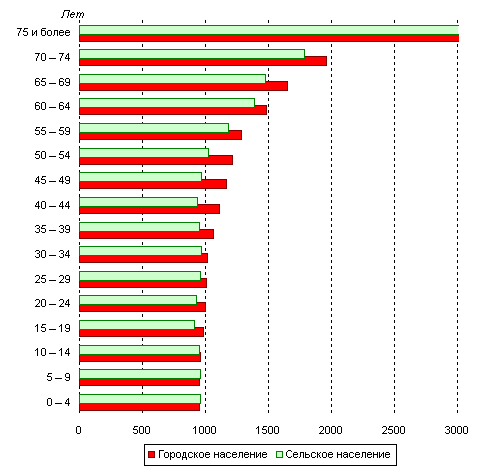 Лет
75 и более
70 – 74
65 – 69
60 – 64
55 – 59
50 – 54
45 – 49
40 – 44
35 – 39
30 – 34
25 – 29
20 – 24
15 – 19
10 – 14
5 – 9
0 – 4
0 500 1000 1500 2000 2500 3000
Городское население Сельское население